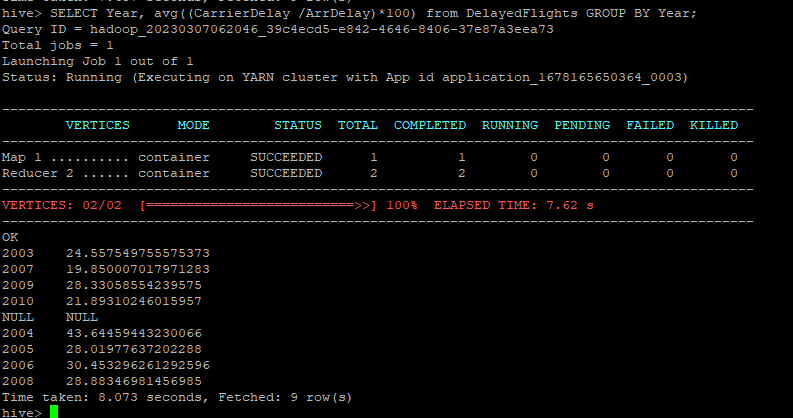 hive> SELECT Year, avg((CarrierDelay /ArrDelay)*100) from DelayedFlights GROUP BY Year;
Query ID = hadoop_20230307062046_39c4ecd5-e842-4646-8406-37e87a3eea73
Total jobs = 1
Launching Job 1 out of 1
Status: Running (Executing on YARN cluster with App id application_1678165650364_0003)
----------------------------------------------------------------------------------------------
VERTICES MODE STATUS TOTAL COMPLETED RUNNING PENDING FAILED KILLED
----------------------------------------------------------------------------------------------
Map 1 .......... container SUCCEEDED 1 1 0 0 0 0
Reducer 2 ...... container SUCCEEDED 2 2 0 0 0 0
----------------------------------------------------------------------------------------------
VERTICES: 02/02 [==========================>>] 100% ELAPSED TIME: 7.62 s
----------------------------------------------------------------------------------------------
OK
2003 24.557549755575373
2007 19.850007017971283
2009 28.33058554239575
2010 21.89310246015957
NULL NULL
2004 43.64459443230066
2005 28.01977637202288
2006 30.453296261292596
2008 28.88346981456985
Time taken: 8.073 seconds, Fetched: 9 row(s)
hive>